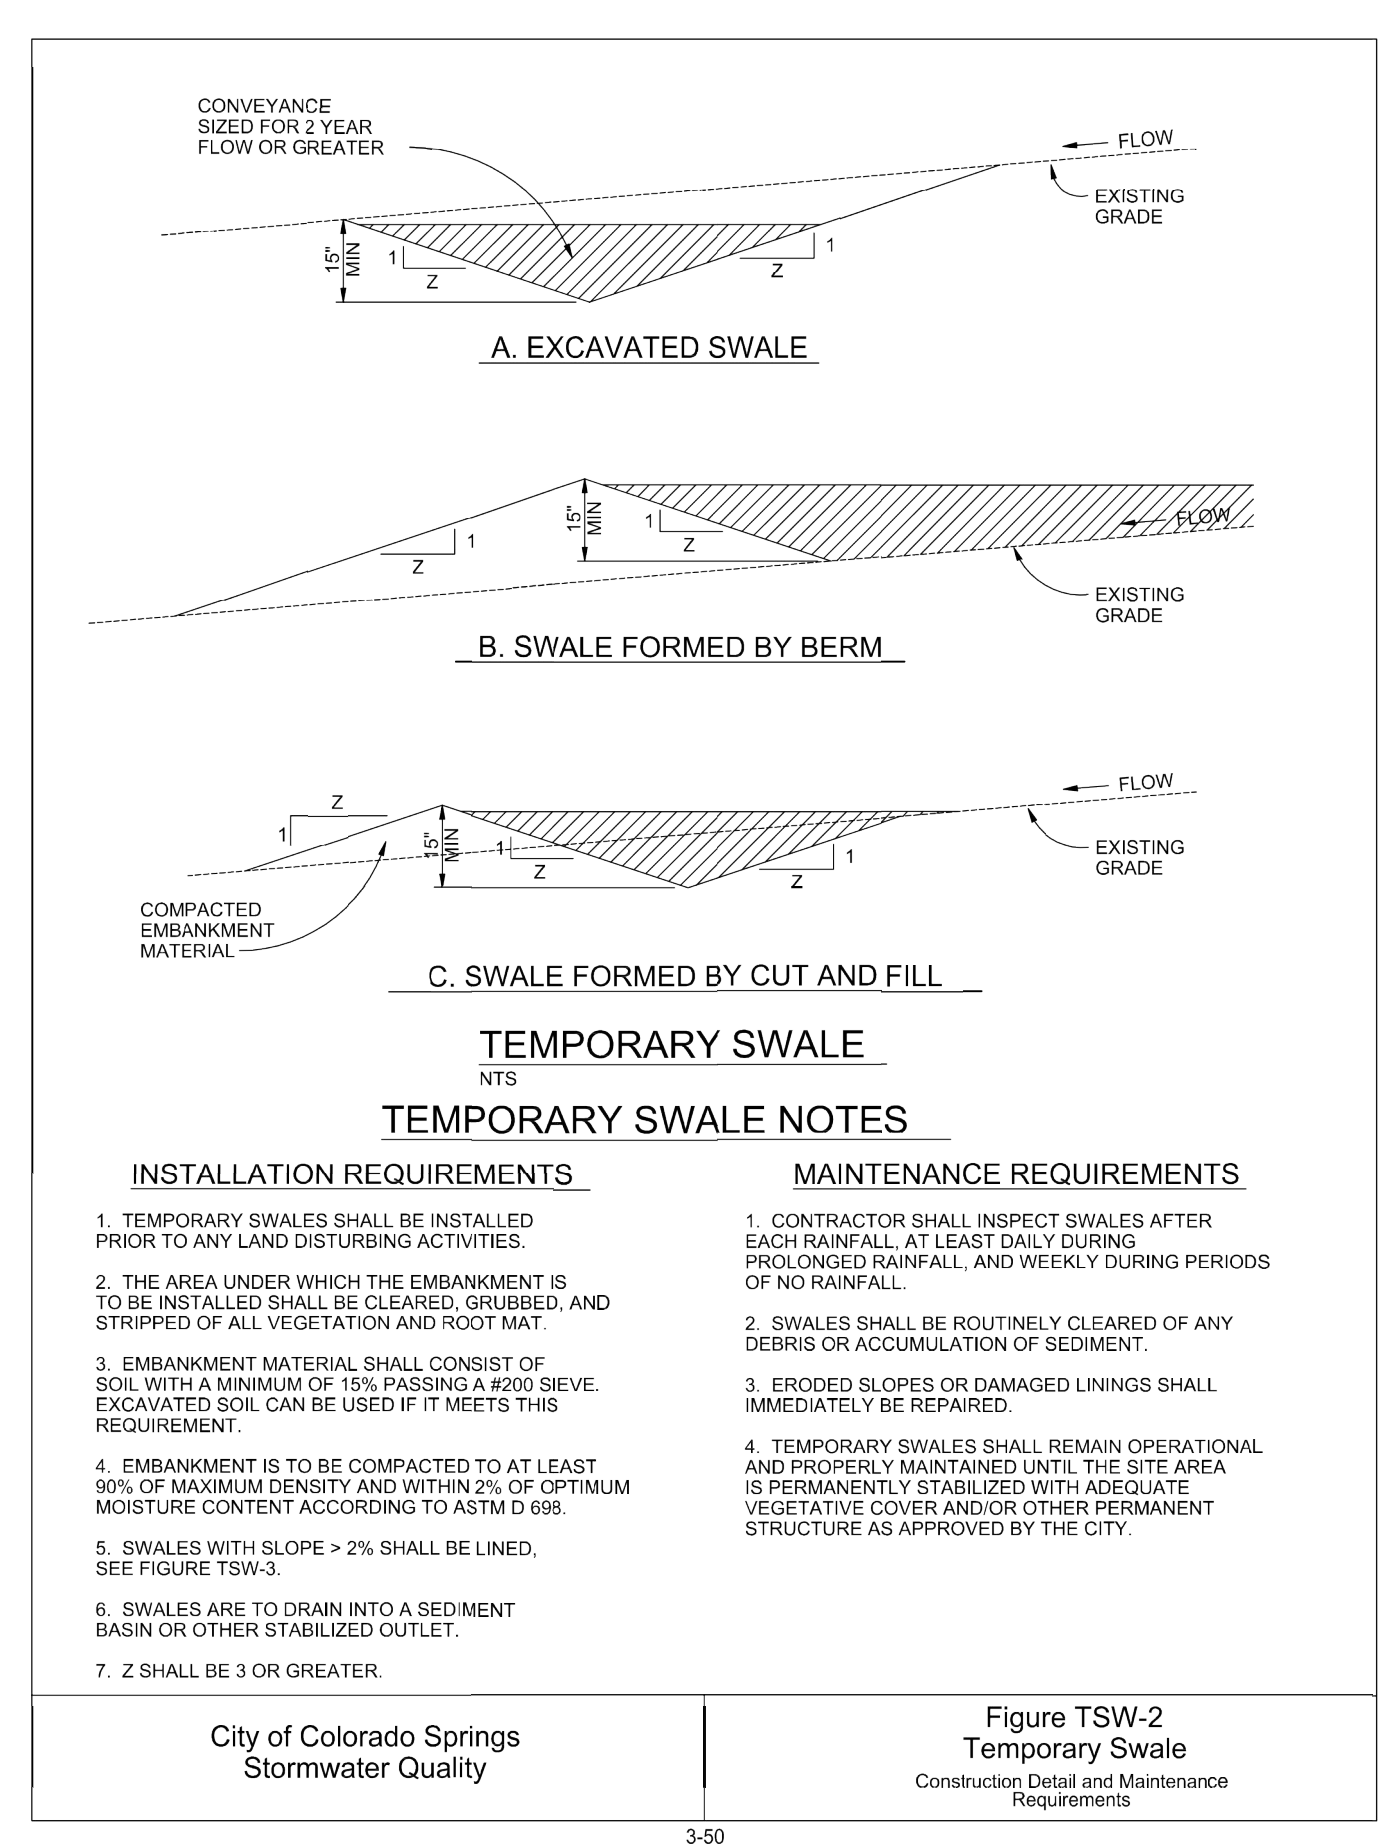 CONVEYANCE
SIZED FOR 2 YEAR
FLOW OR GREATER
FLOW
EXISTING
GRADE
15"
MIN
1
Z
1
Z
A. EXCAVATED SWALE
15"
MIN
1
Z
1
Z
FLOW
EXISTING
GRADE
B. SWALE FORMED BY BERM
Z
1
15"
MIN
1
Z
1
Z
FLOW
EXISTING
GRADE
COMPACTED
EMBANKMENT
MATERIAL
C. SWALE FORMED BY CUT AND FILL
TEMPORARY SWALE
NTS
TEMPORARY SWALE NOTES
INSTALLATION REQUIREMENTS
1. TEMPORARY SWALES SHALL BE INSTALLED
PRIOR TO ANY LAND DISTURBING ACTIVITIES.
2. THE AREA UNDER WHICH THE EMBANKMENT IS
TO BE INSTALLED SHALL BE CLEARED, GRUBBED, AND
STRIPPED OF ALL VEGETATION AND ROOT MAT.
3. EMBANKMENT MATERIAL SHALL CONSIST OF
SOIL WITH A MINIMUM OF 15% PASSING A #200 SIEVE.
EXCAVATED SOIL CAN BE USED IF IT MEETS THIS
REQUIREMENT.
4. EMBANKMENT IS TO BE COMPACTED TO AT LEAST
90% OF MAXIMUM DENSITY AND WITHIN 2% OF OPTIMUM
MOISTURE CONTENT ACCORDING TO ASTM D 698.
5. SWALES WITH SLOPE > 2% SHALL BE LINED,
SEE FIGURE TSW-3.
6. SWALES ARE TO DRAIN INTO A SEDIMENT
BASIN OR OTHER STABILIZED OUTLET.
7. Z SHALL BE 3 OR GREATER.
MAINTENANCE REQUIREMENTS
1. CONTRACTOR SHALL INSPECT SWALES AFTER
EACH RAINFALL, AT LEAST DAILY DURING
PROLONGED RAINFALL, AND WEEKLY DURING PERIODS
OF NO RAINFALL.
2. SWALES SHALL BE ROUTINELY CLEARED OF ANY
DEBRIS OR ACCUMULATION OF SEDIMENT.
3. ERODED SLOPES OR DAMAGED LININGS SHALL
IMMEDIATELY BE REPAIRED.
4. TEMPORARY SWALES SHALL REMAIN OPERATIONAL
AND PROPERLY MAINTAINED UNTIL THE SITE AREA
IS PERMANENTLY STABILIZED WITH ADEQUATE
VEGETATIVE COVER AND/OR OTHER PERMANENT
STRUCTURE AS APPROVED BY THE CITY.
City of Colorado Springs
Stormwater Quality
Figure TSW-2
Temporary Swale
Construction Detail and Maintenance
Requirements
3-50